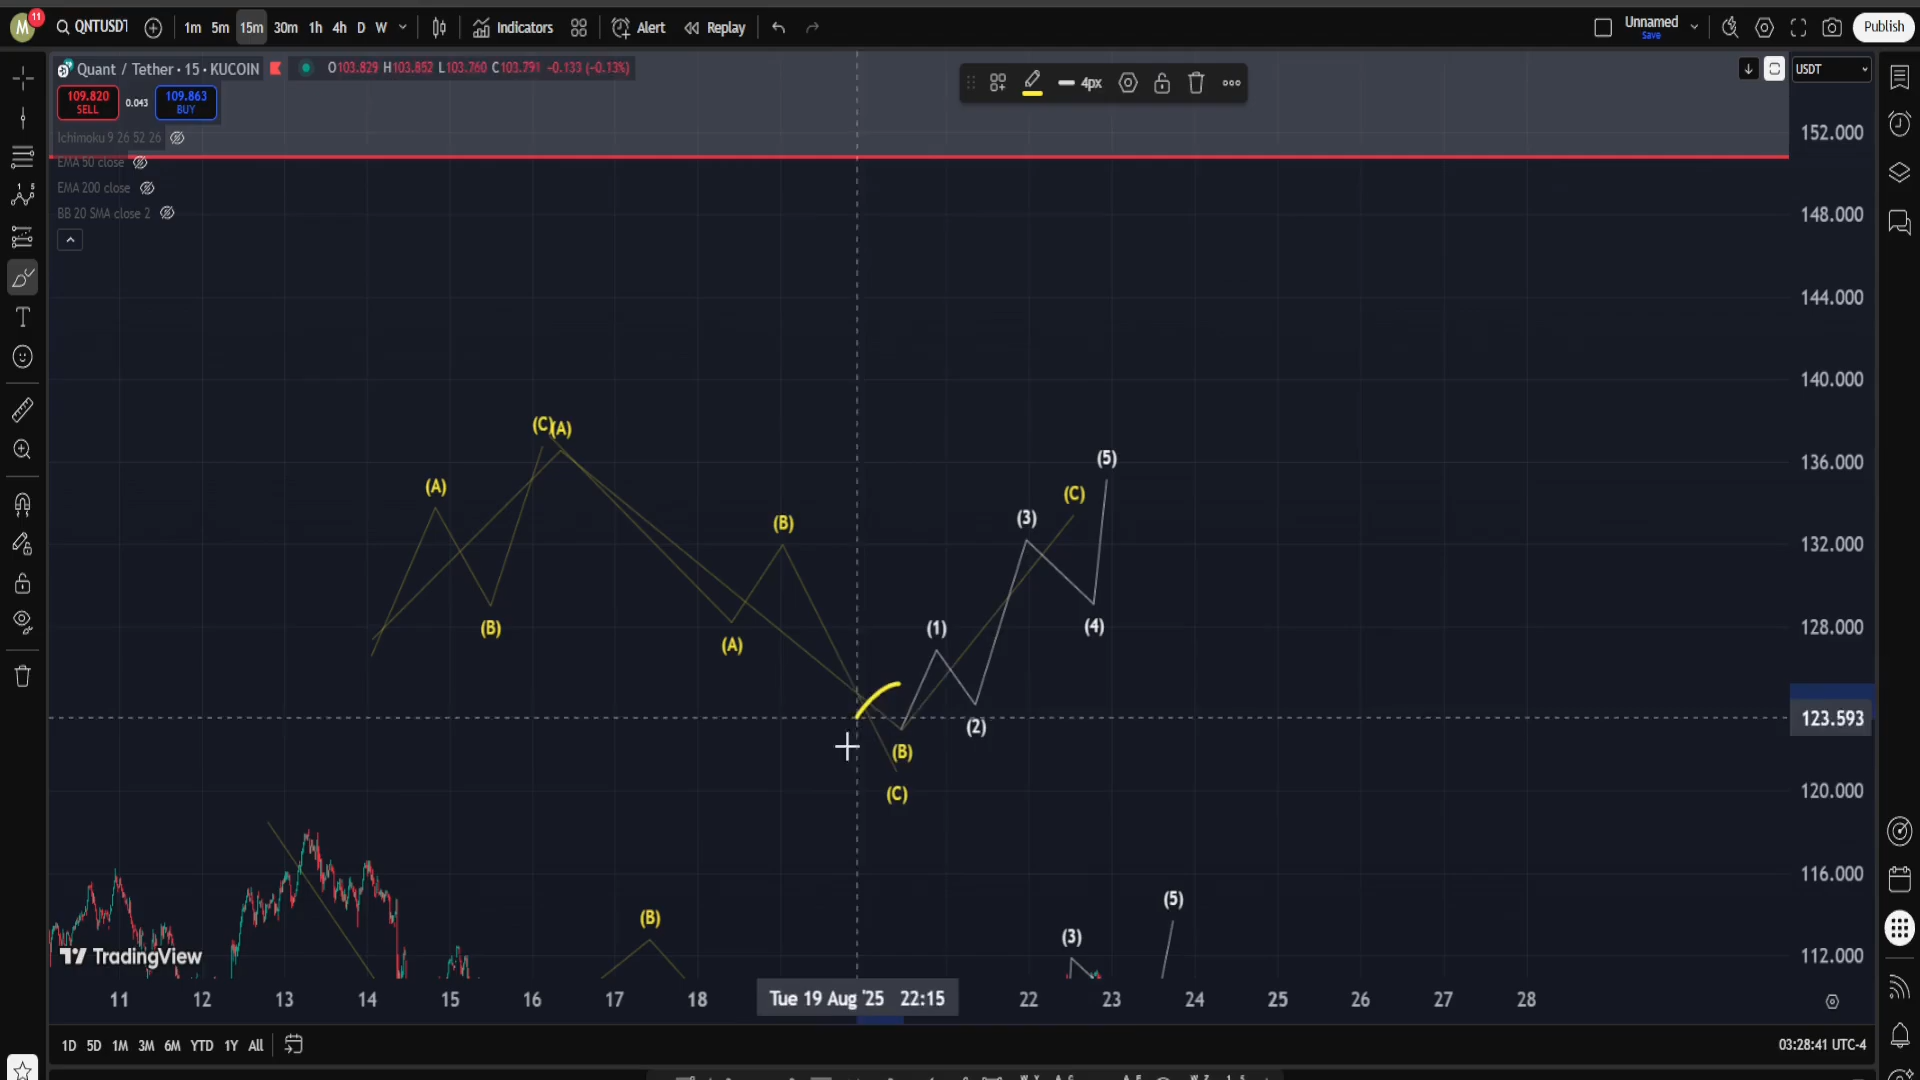 M 11 QNTUSDT 1m 5m 15m 30m 1h 4h D W Indicators Alert Replay Unnamed Save Publish
Quant / Tether · 15 · KUCOIN O103.829 H103.852 L103.760 C103.791 -0.133 (-0.13%)
4px
USDT
109.820 SELL 0.043 109.863 BUY
Ichimoku 9 26 52 26
EMA 50 close
EMA 200 close
BB 20 SMA close 2
152.000
148.000
144.000
140.000
136.000
132.000
128.000
123.593
120.000
116.000
112.000
(C) (A)
(A)
(5)
(C)
(3)
(B)
(B)
(A)
(1)
(4)
(2)
(B)
(C)
(5)
(B)
(3)
TradingView
11 12 13 14 15 16 17 18 Tue 19 Aug '25 22:15 22 23 24 25 26 27 28
1D 5D 1M 3M 6M YTD 1Y All
03:28:41 UTC-4